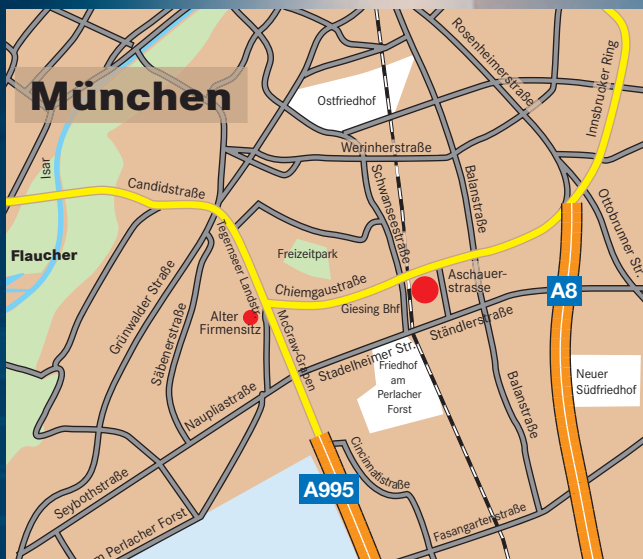 München
Rosenheimerstraße
Innsbrucker Ring
Ostfriedhof
Werinherstraße
Isar
Candidstraße
Schwanseestraße
Balanstraße
Ottobrunner Str.
Flaucher
Tegernseer Landstr.
Freizeitpark
Grünwalder Straße
Chiemgaustraße
Aschauer-
strasse
A8
Säbenerstraße
Alter
Firmensitz
McGraw-Graben
Giesing Bhf
Ständlerstraße
Stadelheimer Str.
Friedhof
am
Perlacher
Forst
Neuer
Südfriedhof
Naupliastraße
Balanstraße
Seybothstraße
Cincinnatistraße
A995
Fasangartenstraße
m Perlacher Forst